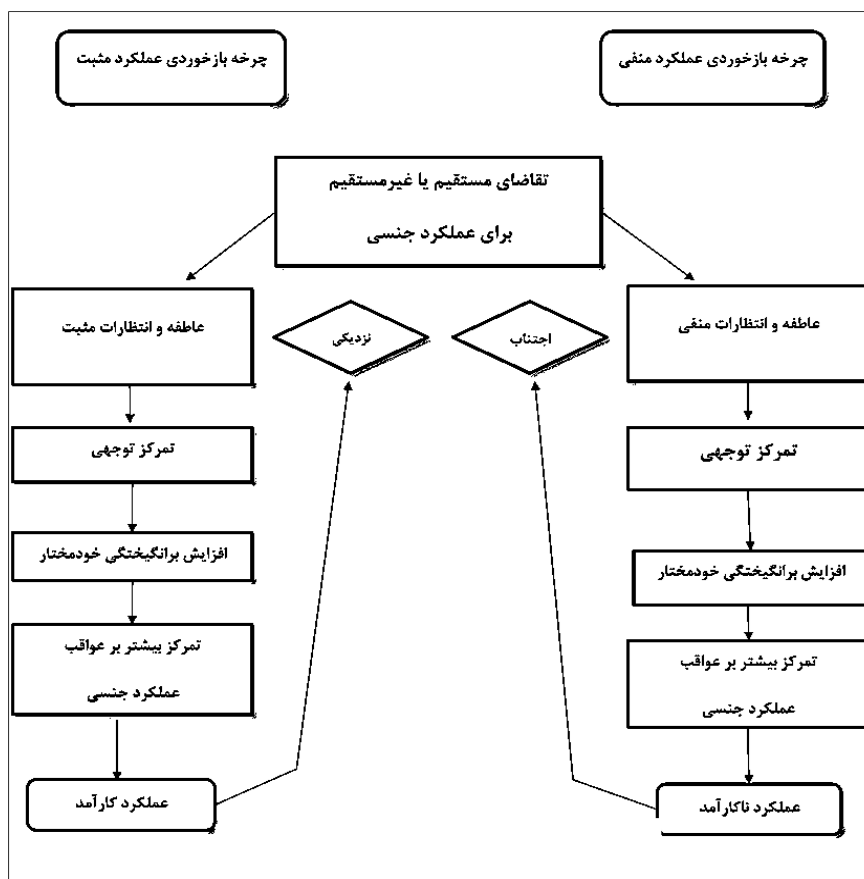 چرخه بازخوردی عملکرد منفی
چرخه بازخوردی عملکرد مثبت
تقاضای مستقیم یا غیرمستقیم
برای عملکرد جنسی
عاطفه و انتظارات منفی
اجتناب
نزدیکی
عاطفه و انتظارات مثبت
تمرکز توجهی
تمرکز توجهی
افزایش برانگیختگی خودمختار
افزایش برانگیختگی خودمختار
تمرکز بیشتر بر عواقب
عملکرد جنسی
تمرکز بیشتر بر عواقب
عملکرد جنسی
عملکرد ناکارآمد
عملکرد کارآمد